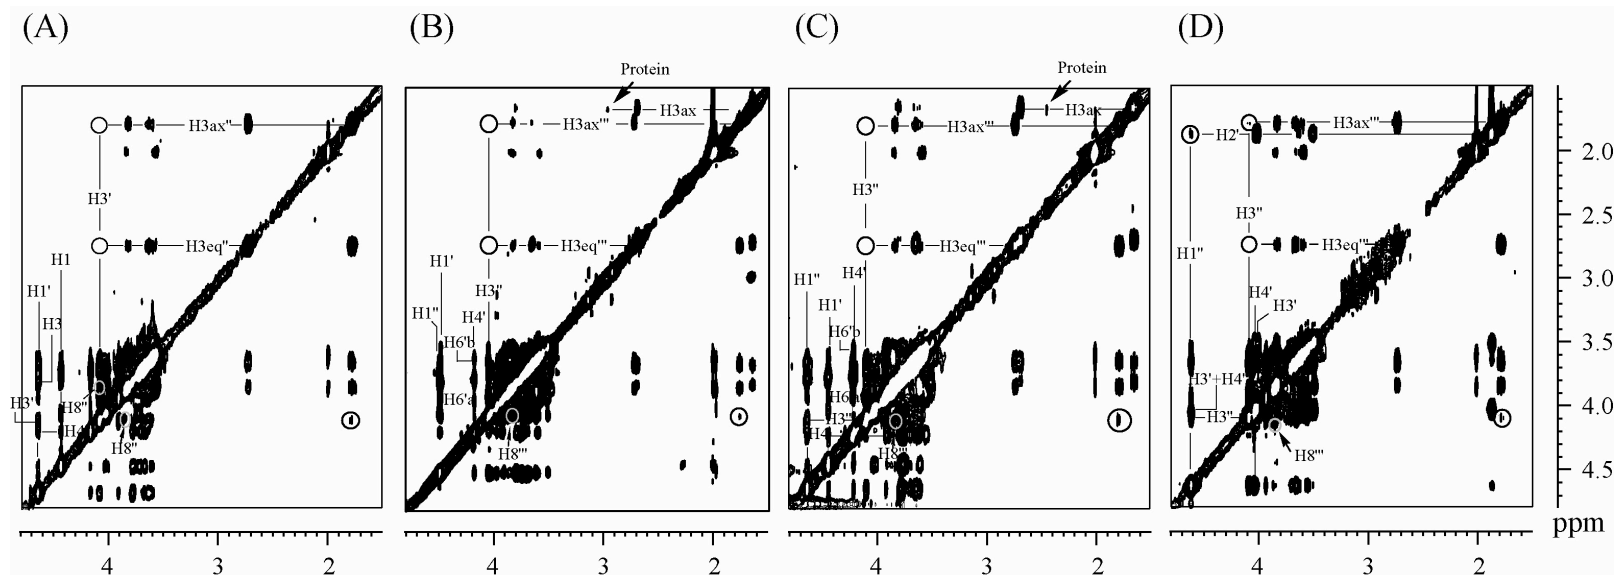 (A)
(B)
(C)
(D)
Protein
Protein
H3ax"
H3'
H3eq"
H1
H1'
H3
H3'
H8"
H4
H8"
4
3
2
H3ax
H3ax'''
H3eq'''
H1'
H1"
H4'
H3"
H6'b
H6'a
H8'''
4
3
2
H3ax
H3ax'''
H3"
H3eq'''
H1"
H1'
H4'
H6'b
H6'a
H3"
H4'
H8'''
4
3
2
H3ax'''
H2'
H3"
H3eq'''
H1"
H4'
H3'
H3'+H4'
H3"
H8'''
4
3
2
2.0
2.5
3.0
3.5
4.0
4.5
ppm